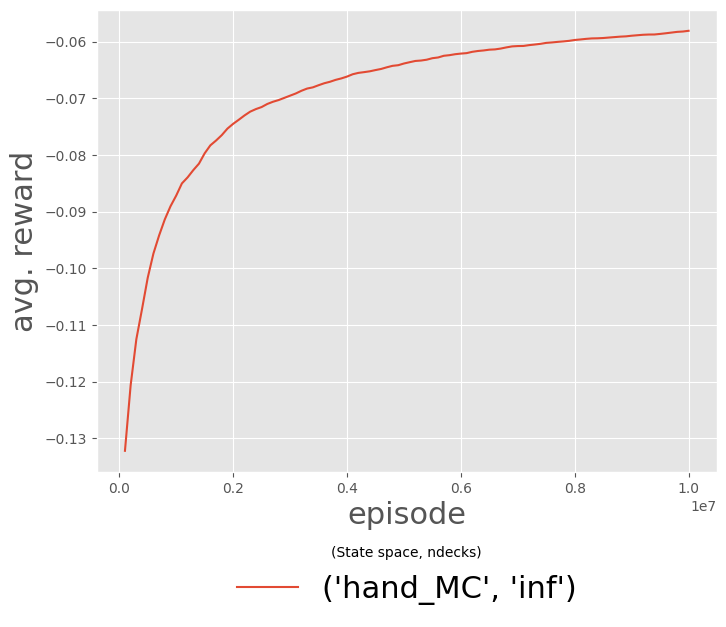 −0.06
−0.07
−0.08
−0.09
−0.10
−0.11
−0.12
−0.13
avg. reward
0.0 0.2 0.4 0.6 0.8 1.0
1e7
episode
(State space, ndecks)
('hand_MC', 'inf')